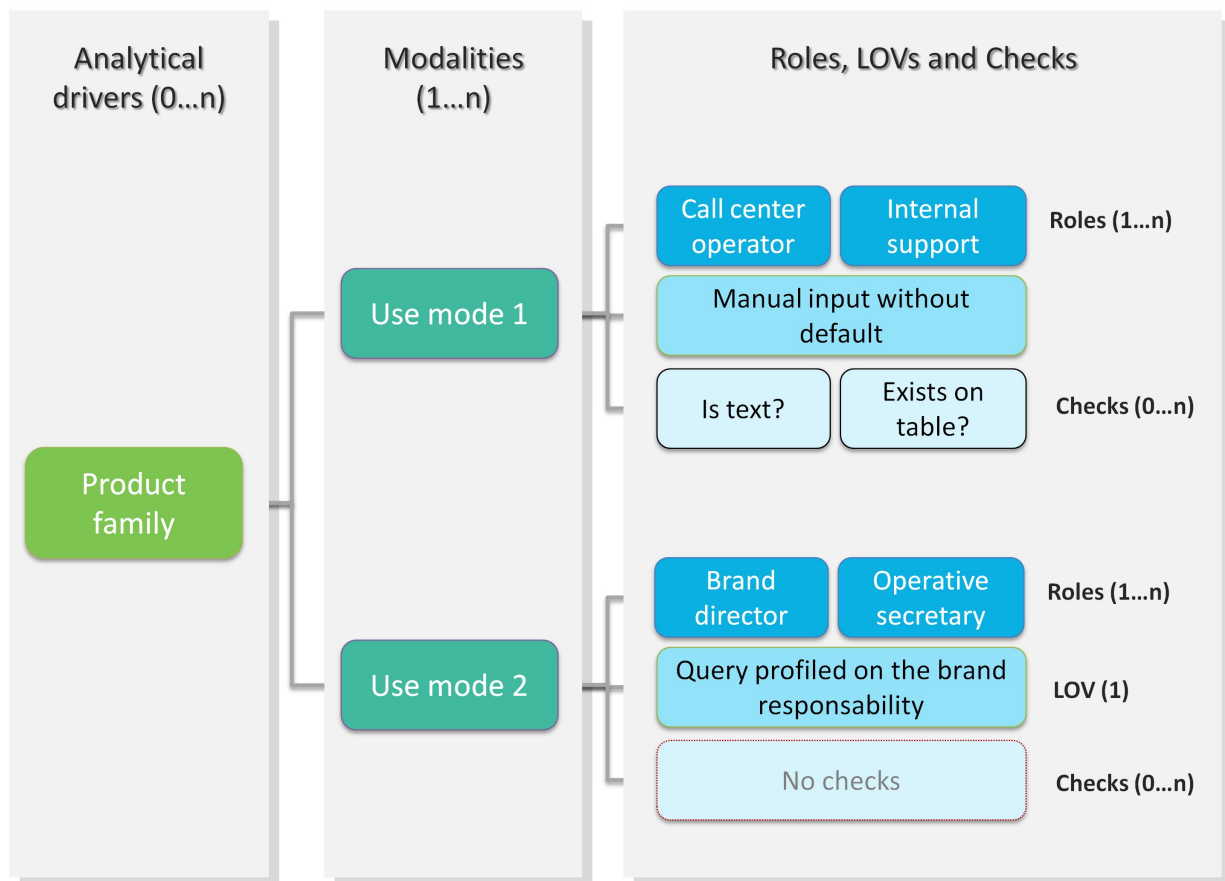 Analytical
drivers (0...n)
Modalities
(1...n)
Roles, LOVs and Checks
Product
family
Use mode 1
Call center
operator
Internal
support
Roles (1...n)
Manual input without
default
Is text?
Exists on
table?
Checks (0...n)
Use mode 2
Brand
director
Operative
secretary
Roles (1...n)
Query profiled on the brand
responsability
LOV (1)
No checks
Checks (0...n)